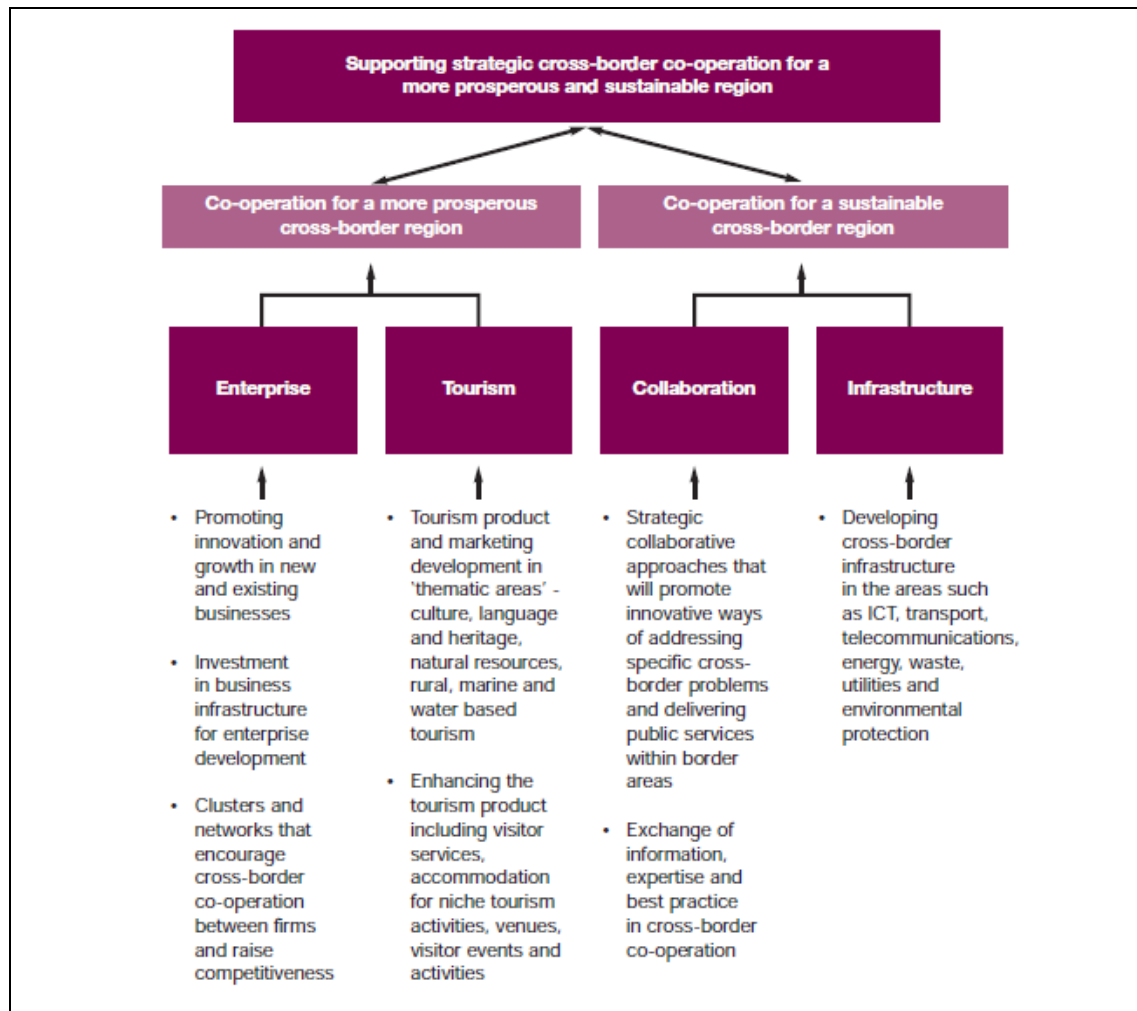 Supporting strategic cross-border co-operation for a
more prosperous and sustainable region
Co-operation for a more prosperous
cross-border region
Co-operation for a sustainable
cross-border region
Enterprise
Tourism
Collaboration
Infrastructure
• Promoting
innovation and
growth in new
and existing
businesses
• Investment
in business
infrastructure
for enterprise
development
• Clusters and
networks that
encourage
cross-border
co-operation
between firms
and raise
competitiveness
• Tourism product
and marketing
development in
‘thematic areas’ -
culture, language
and heritage,
natural resources,
rural, marine and
water based
tourism
• Enhancing the
tourism product
including visitor
services,
accommodation
for niche tourism
activities, venues,
visitor events and
activities
• Strategic
collaborative
approaches that
will promote
innovative ways
of addressing
specific cross-
border problems
and delivering
public services
within border
areas
• Exchange of
information,
expertise and
best practice
in cross-border
co-operation
• Developing
cross-border
infrastructure
in the areas such
as ICT, transport,
telecommunications,
energy, waste,
utilities and
environmental
protection